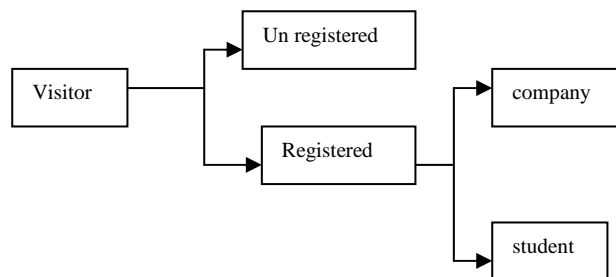 Un registered
Visitor
company
Registered
student